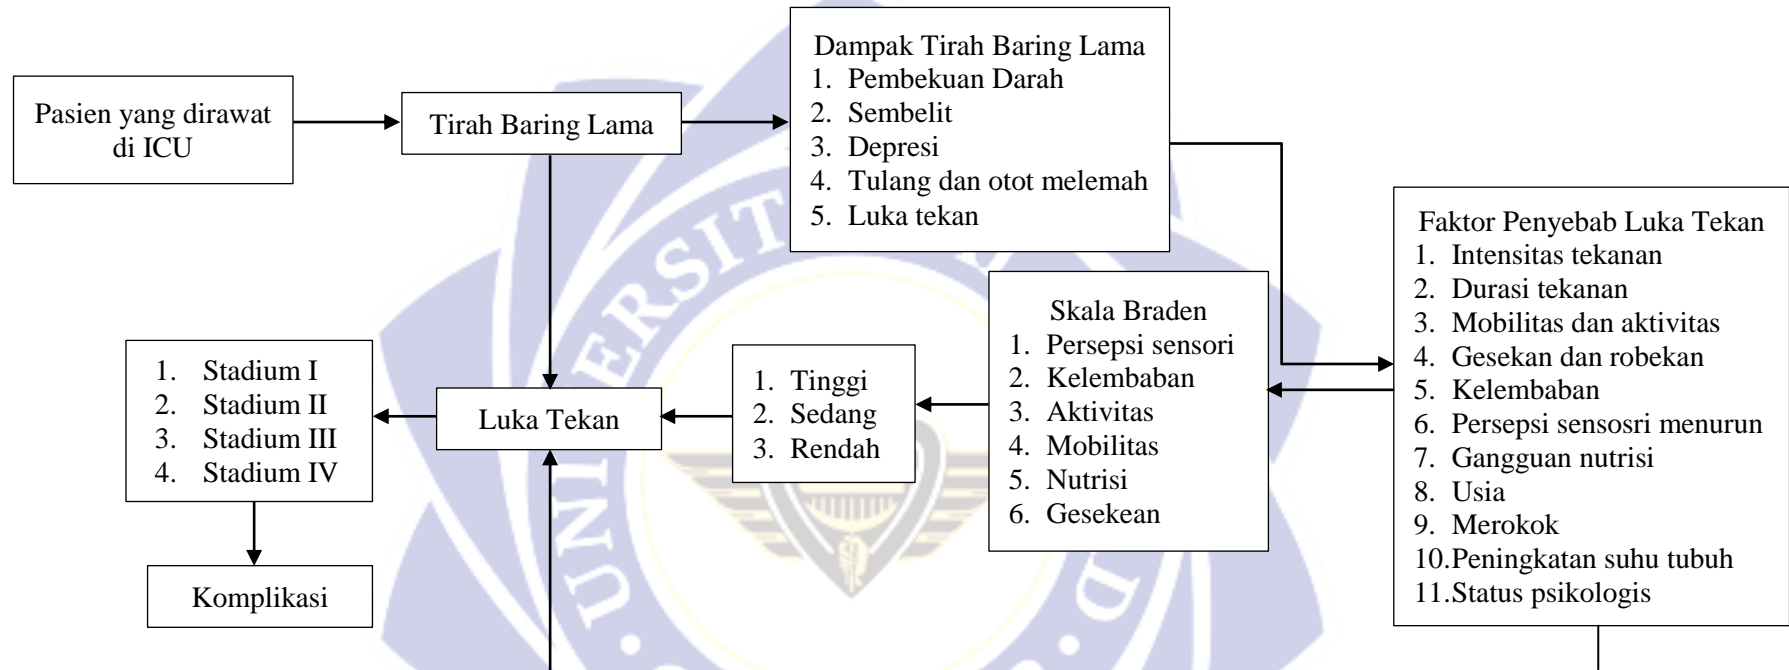 Pasien yang dirawat
di ICU
Tirah Baring Lama
Dampak Tirah Baring Lama
1. Pembekuan Darah
2. Sembelit
3. Depresi
4. Tulang dan otot melemah
5. Luka tekan
Faktor Penyebab Luka Tekan
1. Intensitas tekanan
2. Durasi tekanan
3. Mobilitas dan aktivitas
4. Gesekan dan robekan
5. Kelembaban
6. Persepsi sensosri menurun
7. Gangguan nutrisi
8. Usia
9. Merokok
10.Peningkatan suhu tubuh
11.Status psikologis
Skala Braden
1. Persepsi sensori
2. Kelembaban
3. Aktivitas
4. Mobilitas
5. Nutrisi
6. Gesekean
1. Tinggi
2. Sedang
3. Rendah
Luka Tekan
1. Stadium I
2. Stadium II
3. Stadium III
4. Stadium IV
Komplikasi